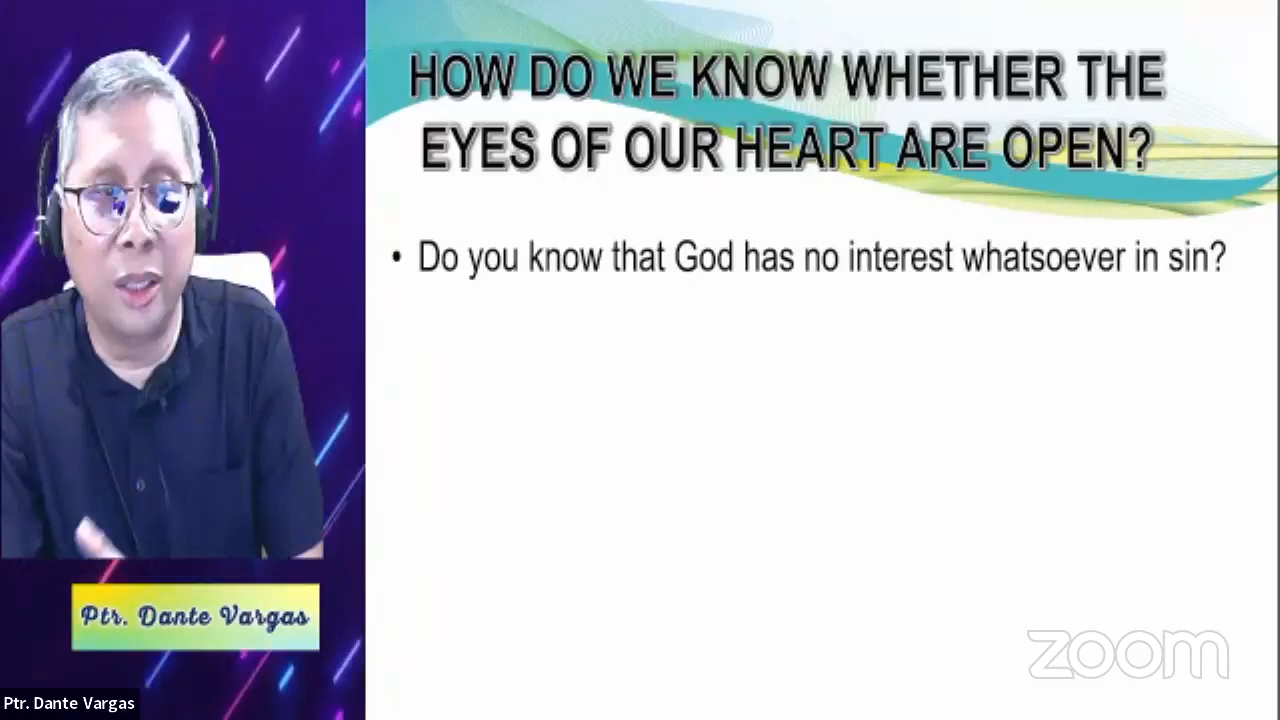 HOW DO WE KNOW WHETHER THE
EYES OF OUR HEART ARE OPEN?
• Do you know that God has no interest whatsoever in sin?
Ptr. Dante Vargas
zoom
Ptr. Dante Vargas